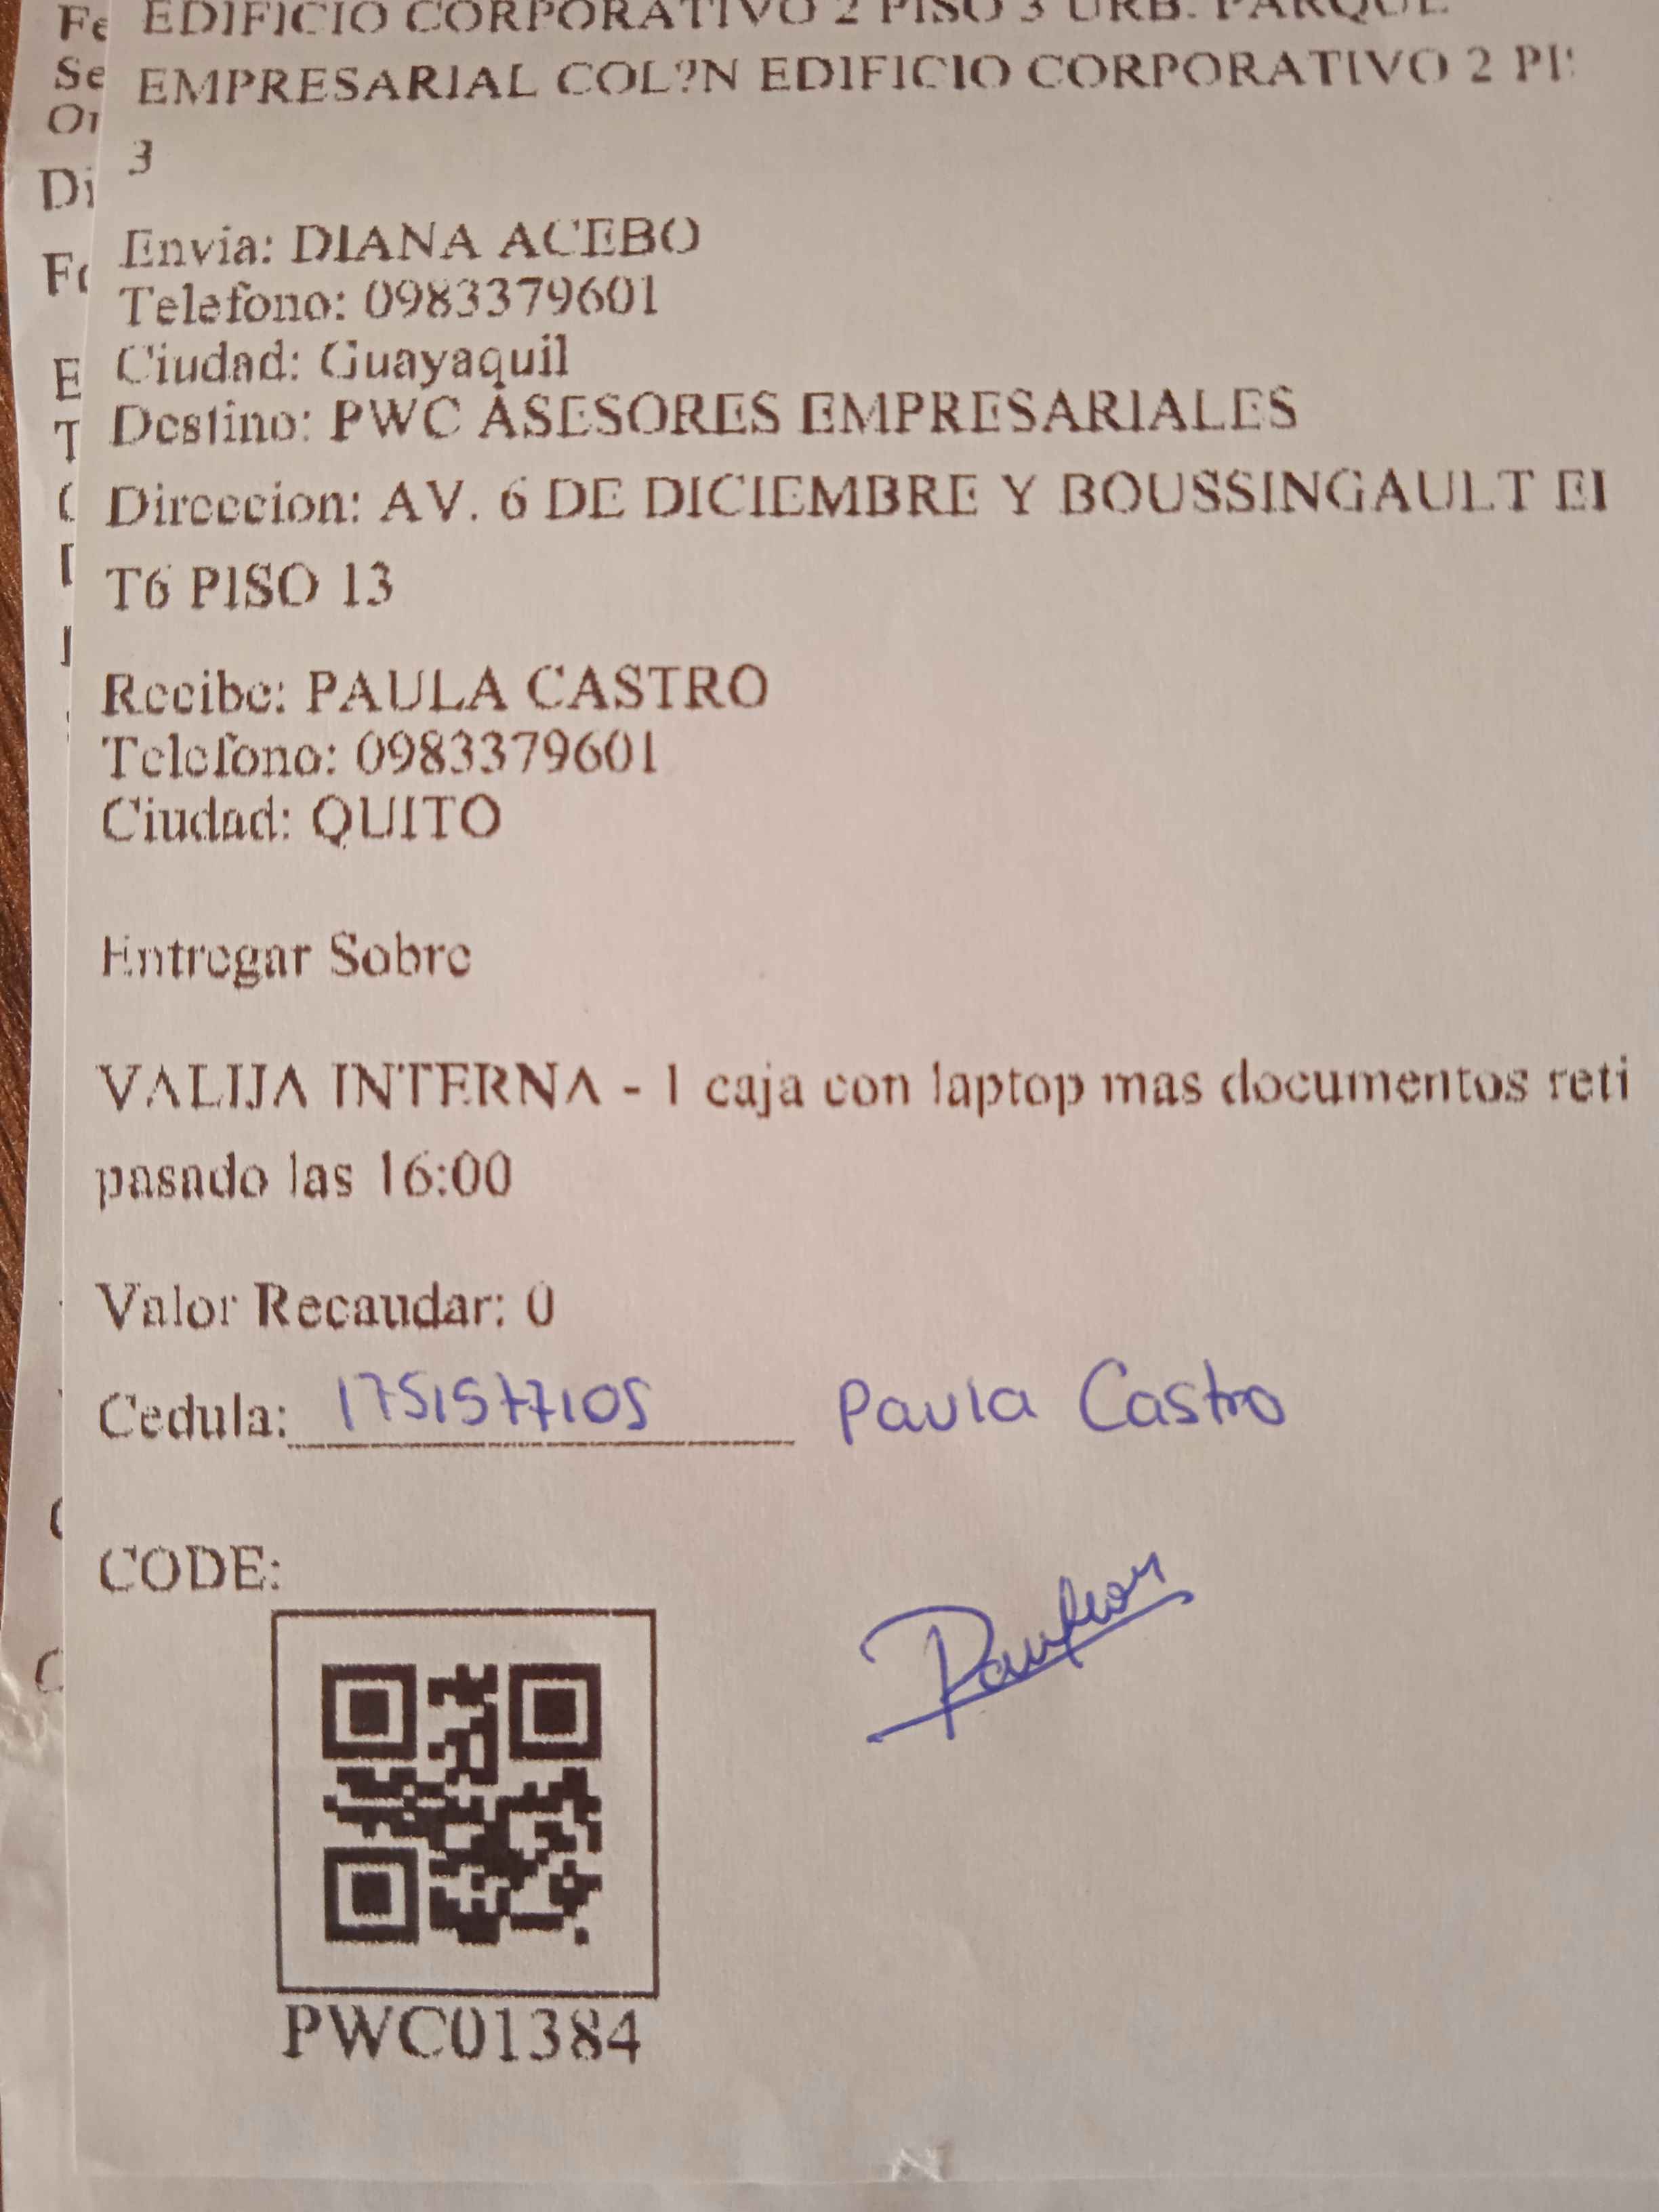 Fe EDIFICIO CORPORATIVO 2 PISO 3 URB. PARQUE
Se EMPRESARIAL COL?N EDIFICIO CORPORATIVO 2 PI
3
Di
Envia: DIANA ACEBO
Telefono: 0983379601
Ciudad: Guayaquil
Destino: PWC ASESORES EMPRESARIALES
Direccion: AV. 6 DE DICIEMBRE Y BOUSSINGAULT
T6 PISO 13
Recibe: PAULA CASTRO
Telefono: 0983379601
Ciudad: QUITO
Entregar Sobre
VALIJA INTERNA - 1 caja con laptop mas documentos reti
pasado las 16:00
Valor Recaudar: 0
Cedula: 1751577105 Paula Castro
CODE:
PWC01384